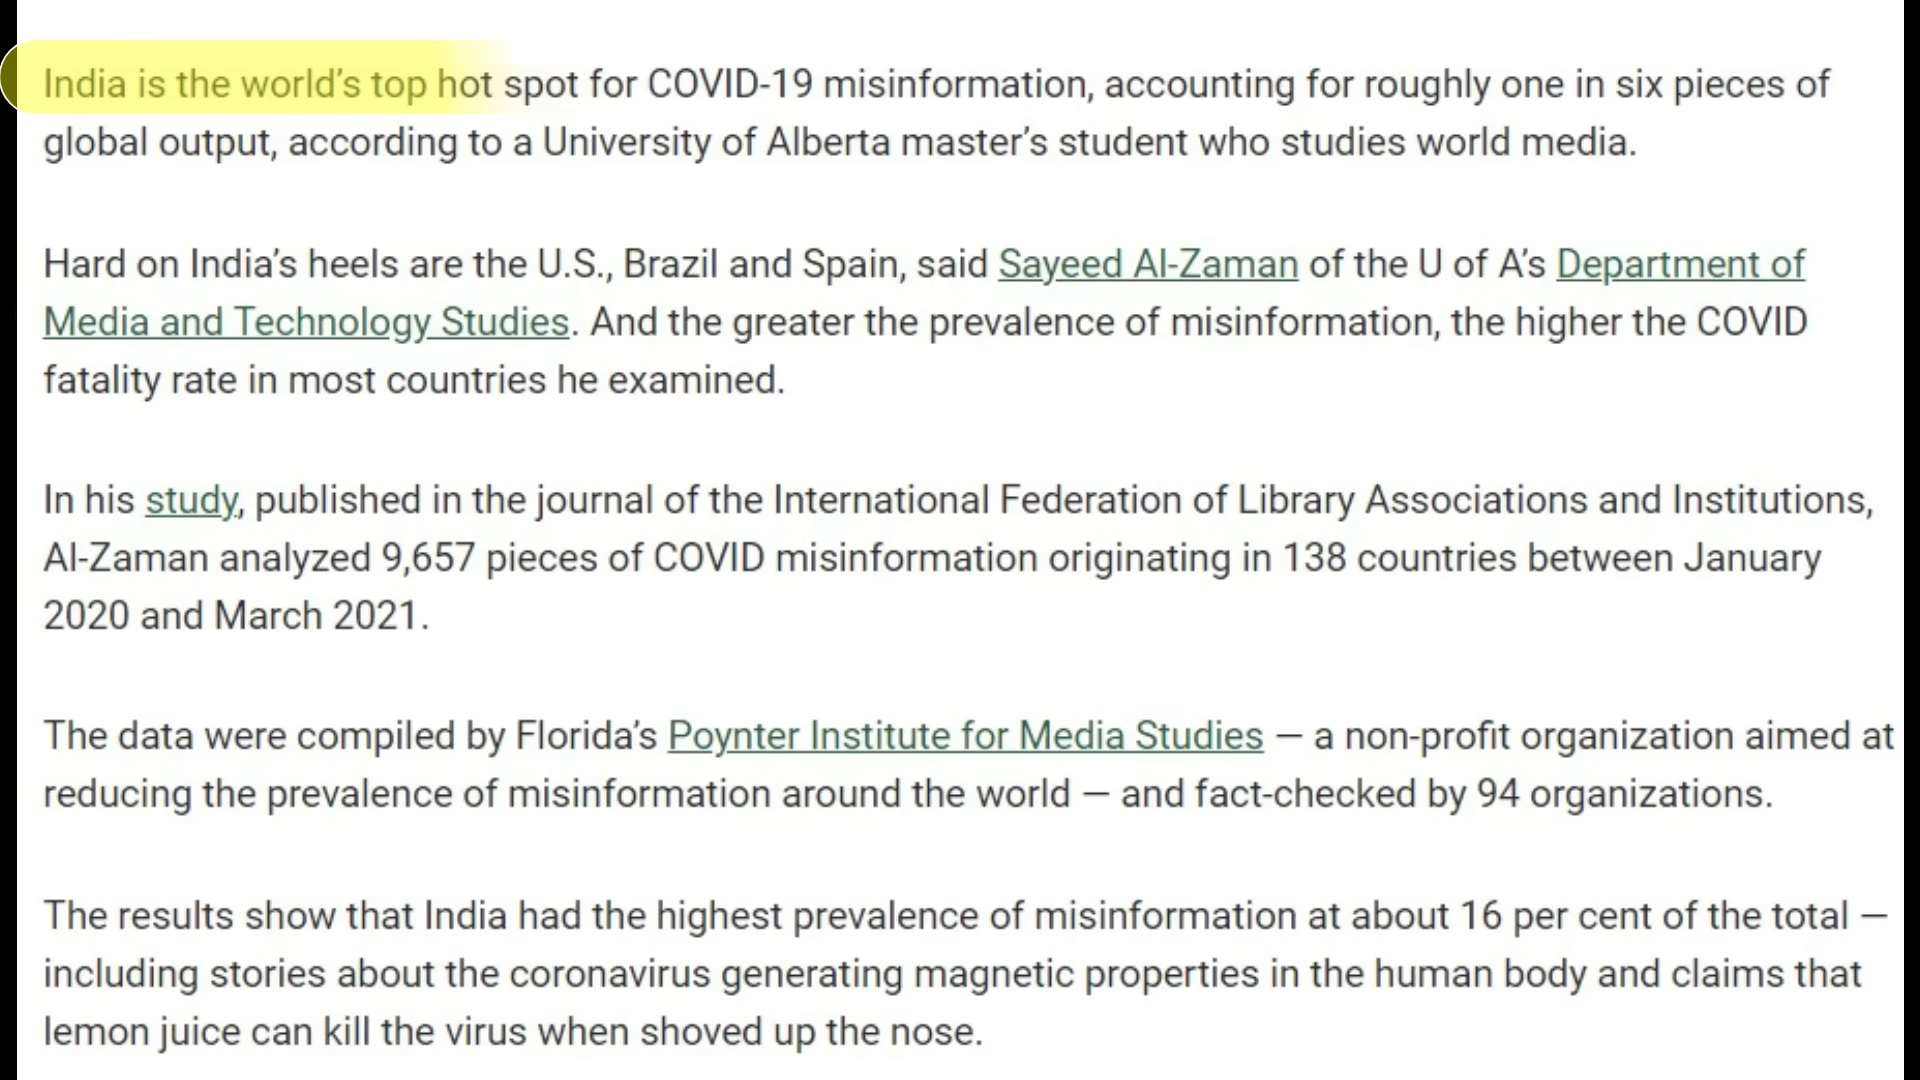 India is the world’s top hot spot for COVID-19 misinformation, accounting for roughly one in six pieces of
global output, according to a University of Alberta master’s student who studies world media.
Hard on India’s heels are the U.S., Brazil and Spain, said Sayeed Al-Zaman of the U of A’s Department of
Media and Technology Studies. And the greater the prevalence of misinformation, the higher the COVID
fatality rate in most countries he examined.
In his study, published in the journal of the International Federation of Library Associations and Institutions,
Al-Zaman analyzed 9,657 pieces of COVID misinformation originating in 138 countries between January
2020 and March 2021.
The data were compiled by Florida’s Poynter Institute for Media Studies — a non-profit organization aimed at
reducing the prevalence of misinformation around the world — and fact-checked by 94 organizations.
The results show that India had the highest prevalence of misinformation at about 16 per cent of the total —
including stories about the coronavirus generating magnetic properties in the human body and claims that
lemon juice can kill the virus when shoved up the nose.